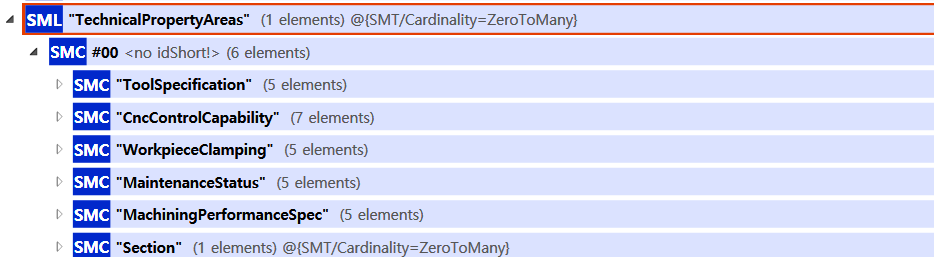 SML "TechnicalPropertyAreas" (1 elements) @{SMT/Cardinality=ZeroToMany}
SMC #00 <no idShort!> (6 elements)
SMC "ToolSpecification" (5 elements)
SMC "CncControlCapability" (7 elements)
SMC "WorkpieceClamping" (5 elements)
SMC "MaintenanceStatus" (5 elements)
SMC "MachiningPerformanceSpec" (5 elements)
SMC "Section" (1 elements) @{SMT/Cardinality=ZeroToMany}